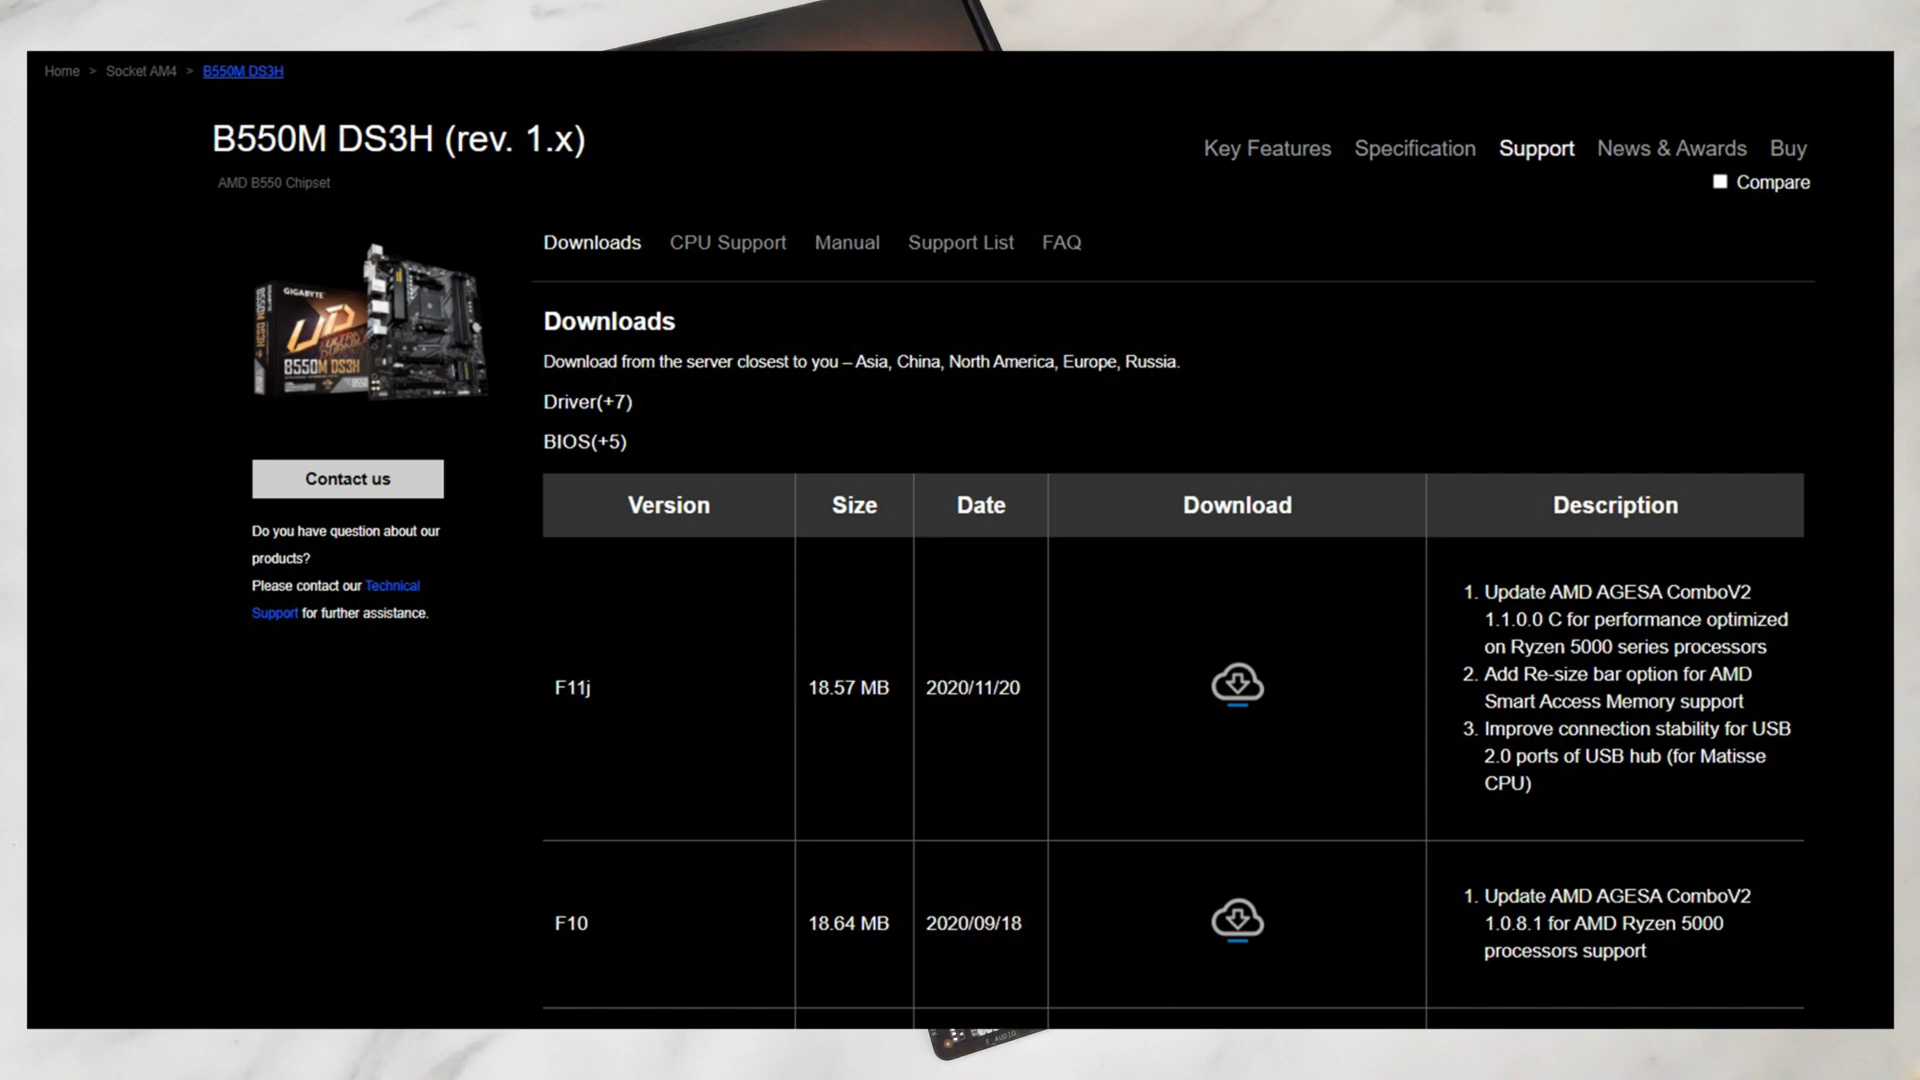 Home > Socket AM4 > B550M DS3H
B550M DS3H (rev. 1.x)
AMD B550 Chipset
Key Features Specification Support News & Awards Buy
Compare
Downloads CPU Support Manual Support List FAQ
GIGABYTE
UD
B550M DS3H
B550M DS3H
Contact us
Do you have question about our
products?
Please contact our Technical
Support for further assistance.
Downloads
Download from the server closest to you – Asia, China, North America, Europe, Russia.
Driver(+7)
BIOS(+5)
Version Size Date Download Description
F11j 18.57 MB 2020/11/20
1. Update AMD AGESA ComboV2
1.1.0.0 C for performance optimized
on Ryzen 5000 series processors
2. Add Re-size bar option for AMD
Smart Access Memory support
3. Improve connection stability for USB
2.0 ports of USB hub (for Matisse
CPU)
F10 18.64 MB 2020/09/18
1. Update AMD AGESA ComboV2
1.0.8.1 for AMD Ryzen 5000
processors support
F_AUDIO